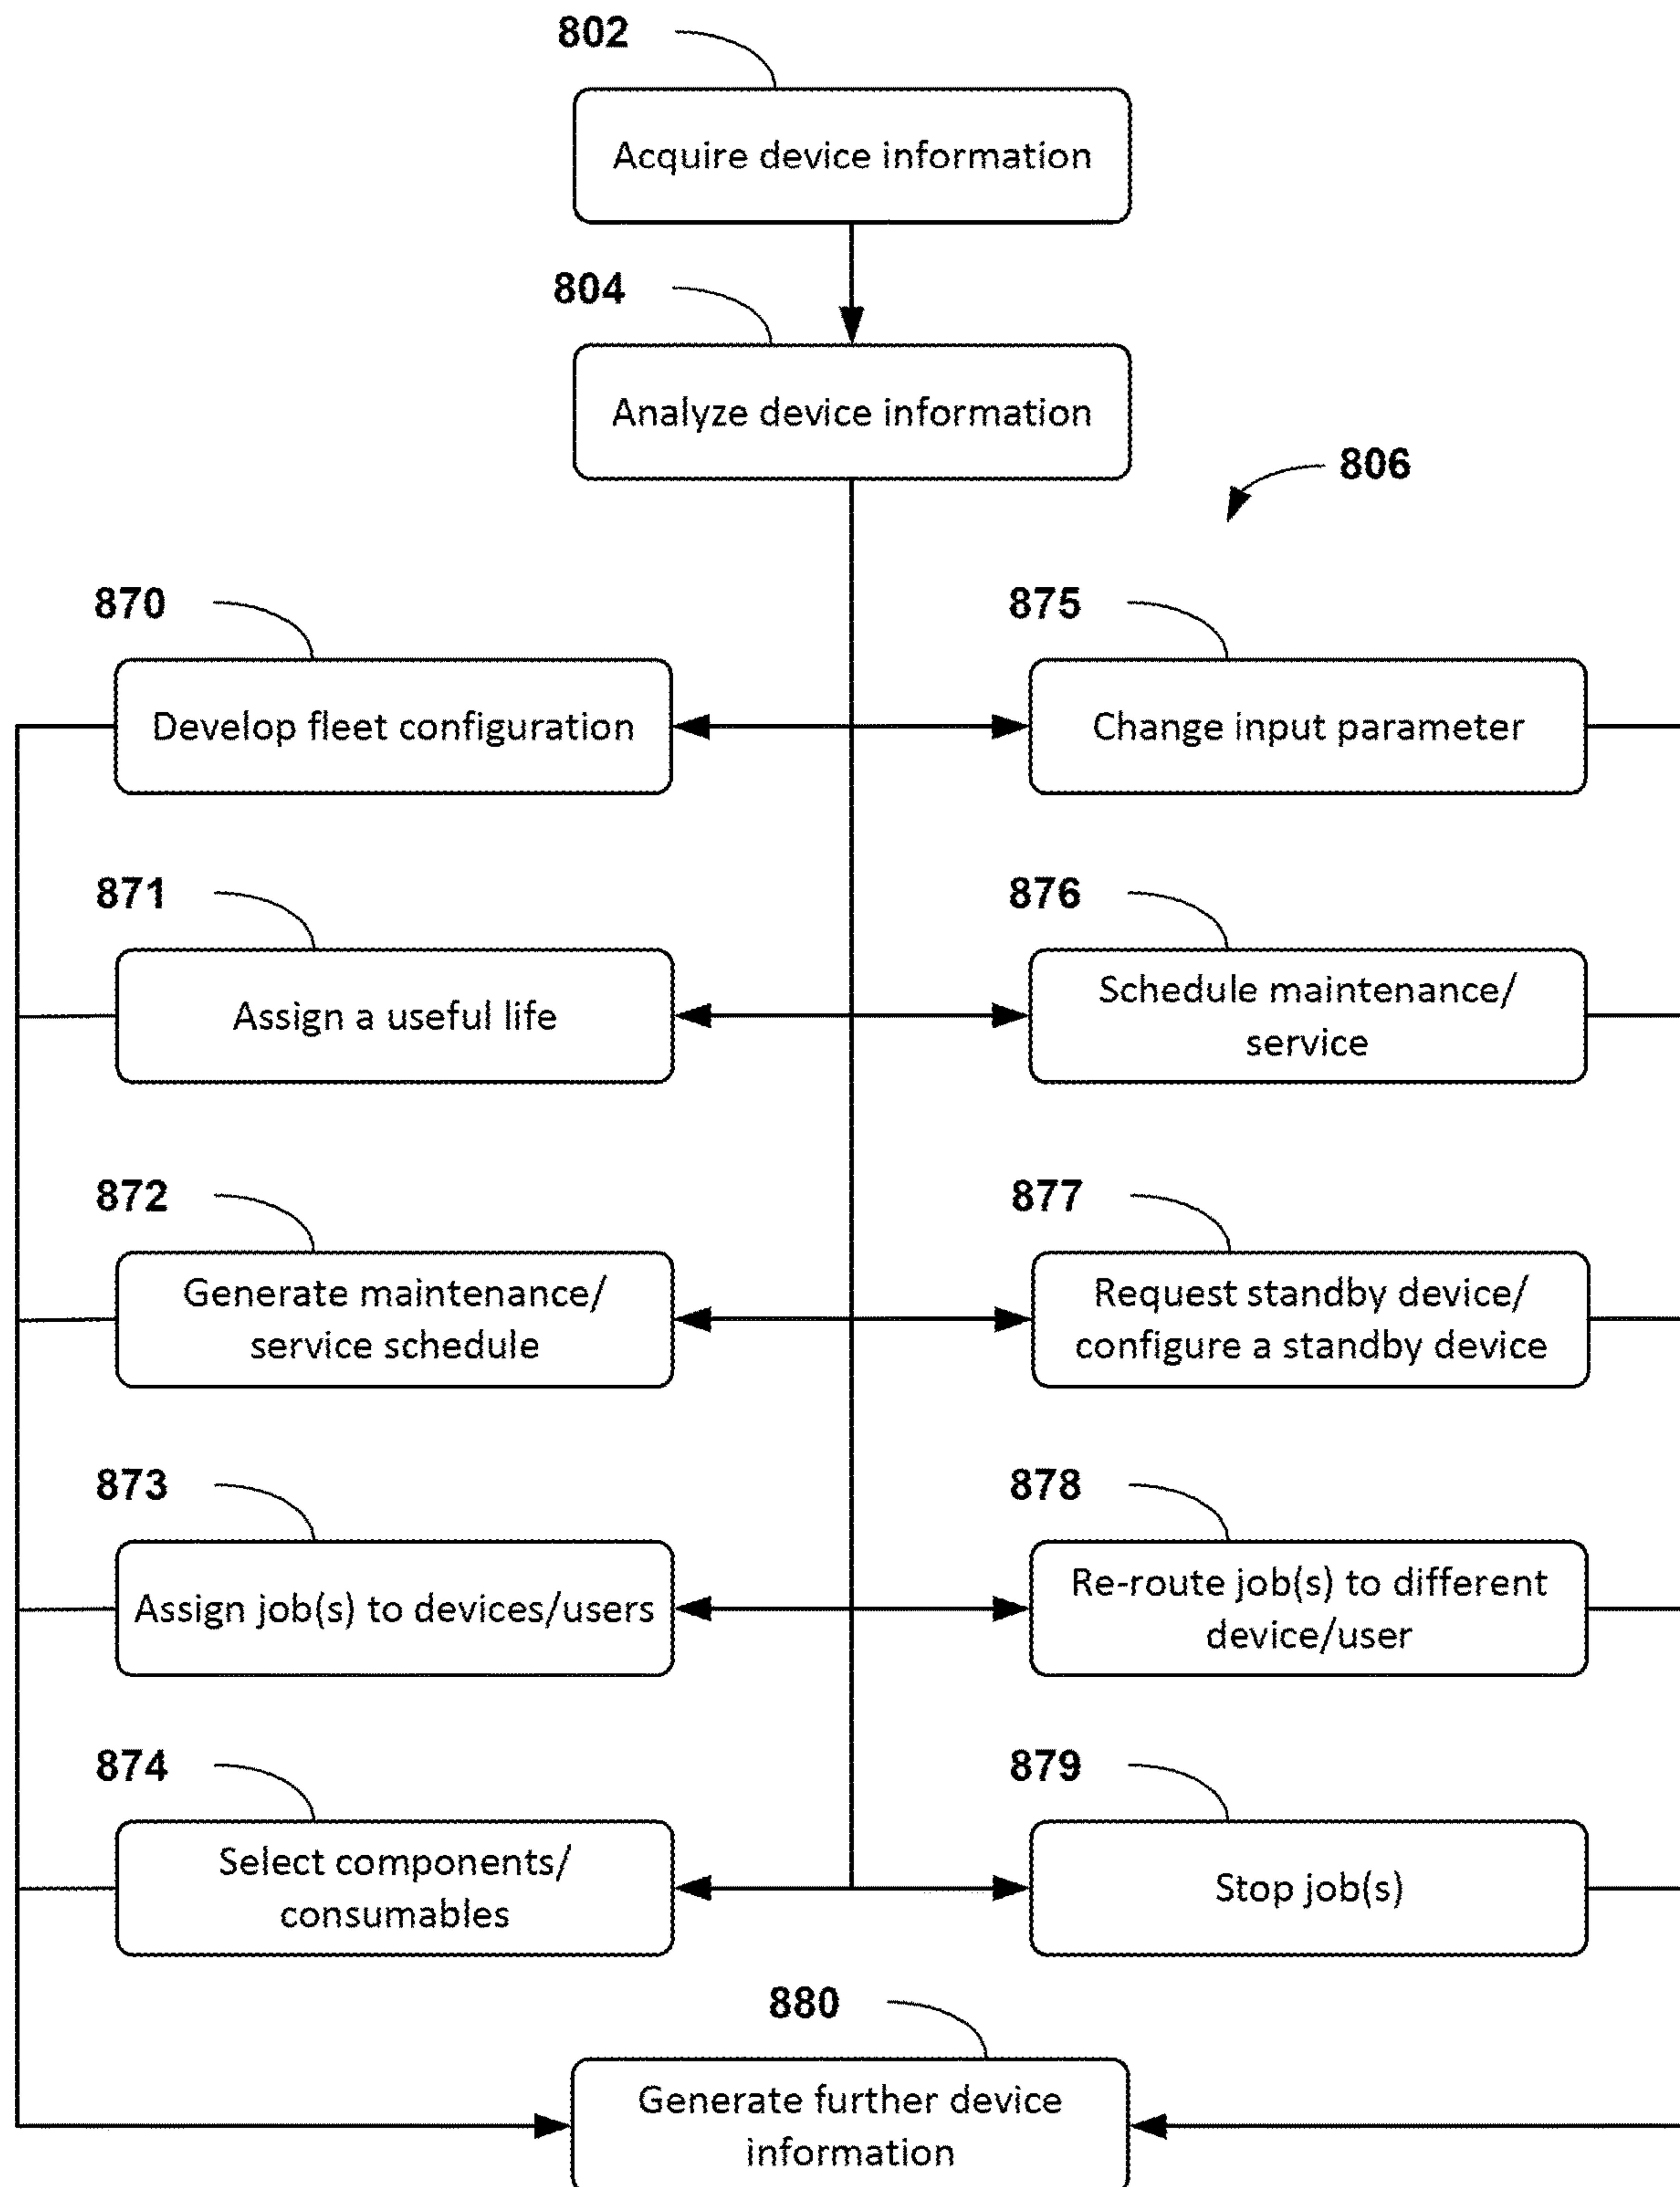 802
Acquire device information
804
Analyze device information
806
870
875
Develop fleet configuration
Change input parameter
871
876
Assign a useful life
Schedule maintenance/
service
872
877
Generate maintenance/
service schedule
Request standby device/
configure a standby device
873
878
Assign job(s) to devices/users
Re-route job(s) to different
device/user
874
879
Select components/
consumables
Stop job(s)
880
Generate further device
information